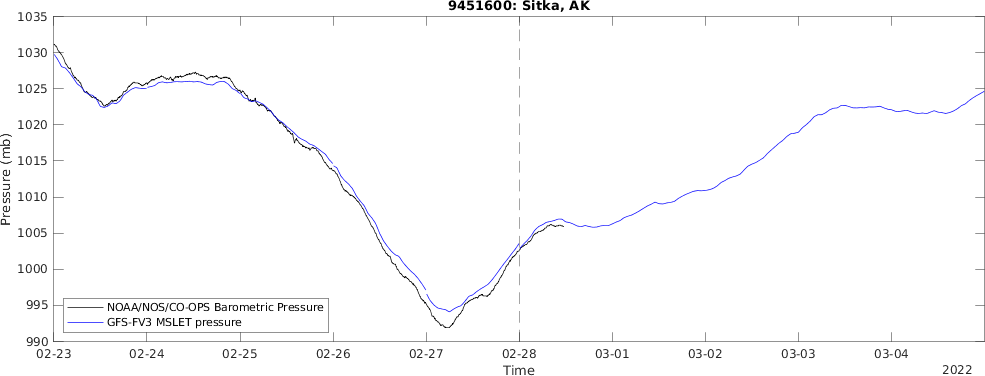 9451600: Sitka, AK
1035
1030
1025
1020
1015
1010
1005
1000
995
990
Pressure (mb)
NOAA/NOS/CO-OPS Barometric Pressure
GFS-FV3 MSLET pressure
02-23 02-24 02-25 02-26 02-27 02-28 03-01 03-02 03-03 03-04
Time
2022